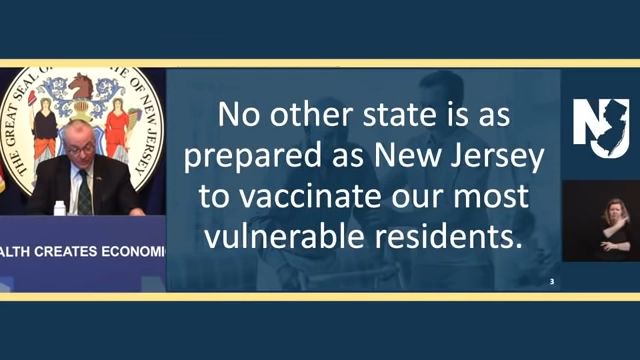 THE GREAT SEAL OF THE STATE OF NEW JERSEY
ALTH CREATES ECONOMI
No other state is as
prepared as New Jersey
to vaccinate our most
vulnerable residents.
3
NJ